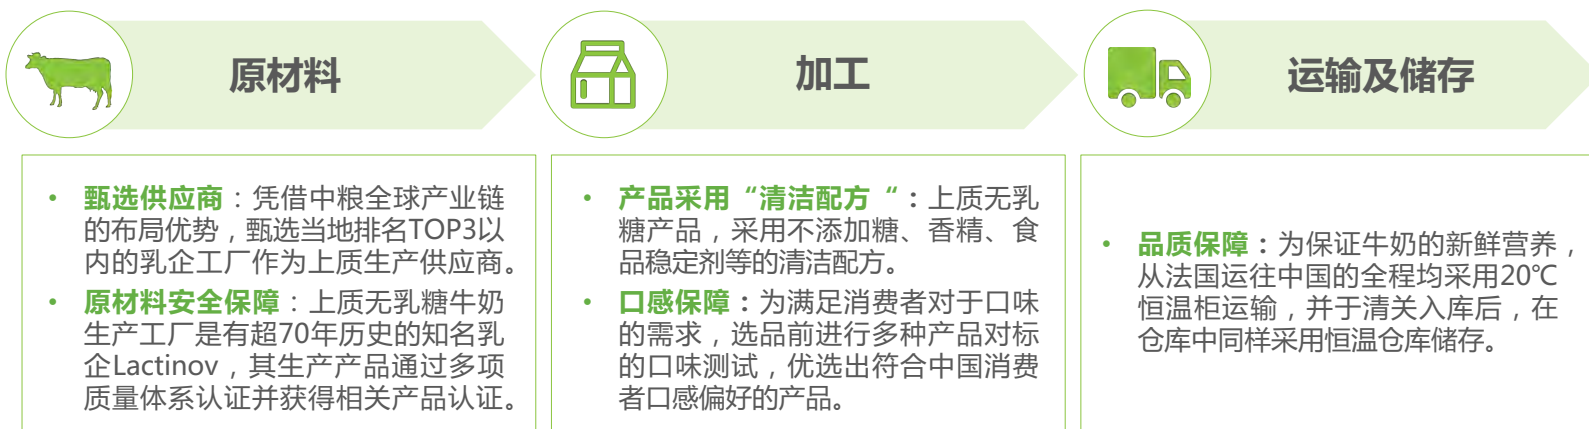 原材料
加工
运输及储存
• 甄选供应商：凭借中粮全球产业链
的布局优势，甄选当地排名TOP3以
内的乳企工厂作为上质生产供应商。
• 原材料安全保障：上质无乳糖牛奶
生产工厂是有超70年历史的知名乳
企Lactinov，其生产产品通过多项
质量体系认证并获得相关产品认证。
• 产品采用“清洁配方“：上质无乳
糖产品，采用不添加糖、香精、食
品稳定剂等的清洁配方。
• 口感保障：为满足消费者对于口味
的需求，选品前进行多种产品对标
的口味测试，优选出符合中国消费
者口感偏好的产品。
• 品质保障：为保证牛奶的新鲜营养，
从法国运往中国的全程均采用20℃
恒温柜运输，并于清关入库后，在
仓库中同样采用恒温仓库储存。